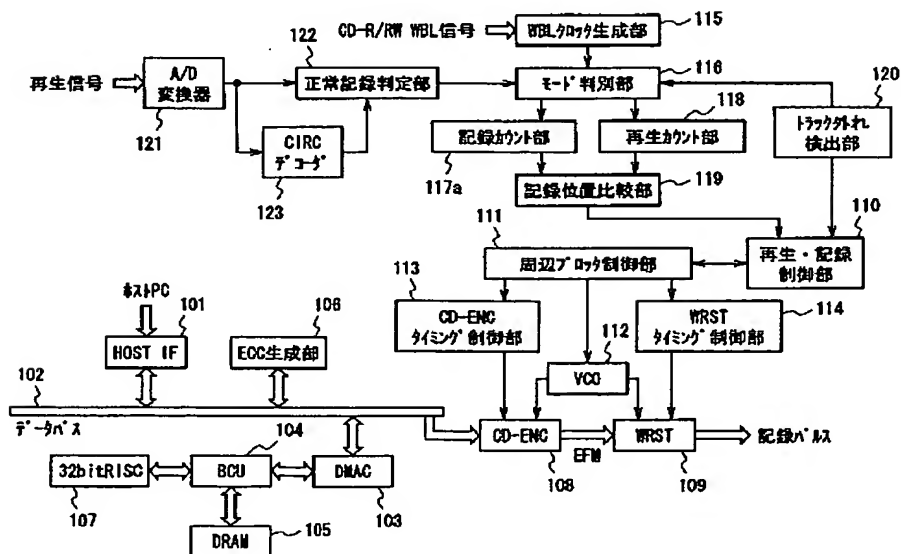 CD-R/RW WBL信号
WBLクロック生成部
115
再生信号
A/D
変換器
121
122
正常記録判定部
モード判別部
116
120
トラック外れ
検出部
CIRC
デコーダ
123
記録カウント部
117a
118
再生カウント部
記録位置比較部
119
110
再生・記録
制御部
111
周辺ブロック制御部
113
CD-ENC
タイミング制御部
WRST
タイミング制御部
114
112
VCO
ホストPC
101
HOST IF
106
ECC生成部
102
データバス
104
32bitRISC
107
BCU
DMAC
103
DRAM
105
CD-ENC
108
EFM
WRST
109
記録パルス